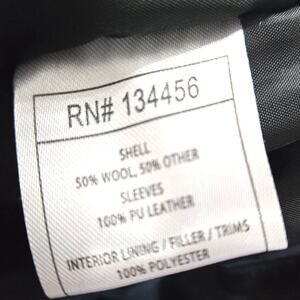 RN# 134456
SHELL
50% WOOL, 50% OTHER
SLEEVES
100% PU LEATHER
INTERIOR LINING / FILLER / TRIMS
100% POLYESTER